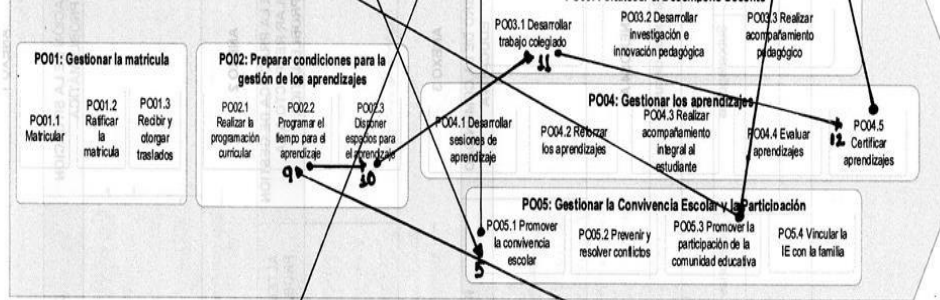 PO03.1 Desarrollar
trabajo colegiado
11
PO03.2 Desarrollar
investigación e
innovación pedagógica
PO03.3 Realizar
acompañamiento
pedagógico
PO01: Gestionar la matricula
PO01.1
Matricular
PO01.2
Ratificar
la
matricula
PO01.3
Recibir y
otorgar
traslados
PO02: Preparar condiciones para la
gestión de los aprendizajes
PO02.1
Realizar la
programación
curricular
PO02.2
Programar el
tiempo para el
aprendizaje
9
PO02.3
Disponer
espacios para
el aprendizaje
10
PO04: Gestionar los aprendizajes
PO04.1 Desarrollar
sesiones de
aprendizaje
PO04.2 Reforzar
los aprendizajes
PO04.3 Realizar
acompañamiento
integral al
estudiante
PO04.4 Evaluar
aprendizajes
12
PO04.5
Certificar
aprendizajes
PO05: Gestionar la Convivencia Escolar y la Participación
PO05.1 Promover
la convivencia
escolar
5
PO05.2 Prevenir y
resolver conflictos
PO05.3 Promover la
participación de la
comunidad educativa
PO5.4 Vincular la
IE con la familia